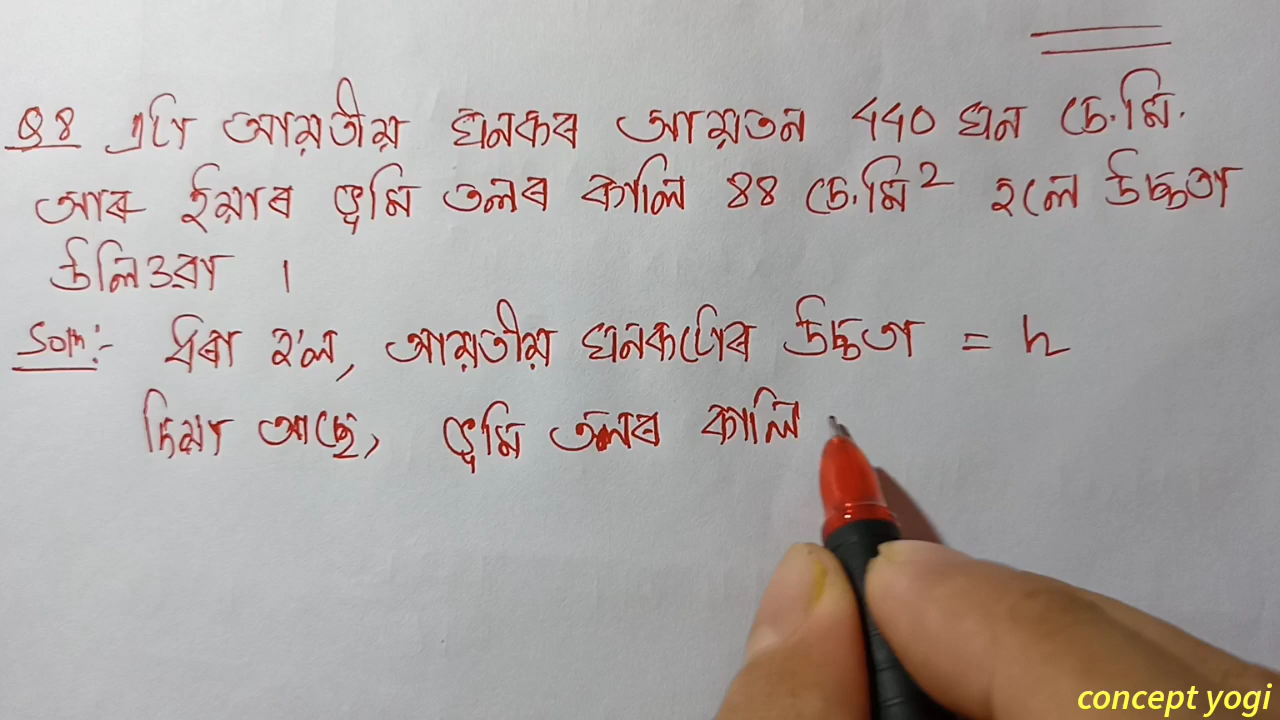 Q8 এটা আয়তীয় ঘনকৰ আয়তন 440 ঘন চে.মি.
আৰু ইয়াৰ ভূমি তলৰ কালি 88 চে.মি² হলে উচ্চতা
উলিওৱা ।
Soln:- ধৰা হ'ল, আয়তীয় ঘনকটোৰ উচ্চতা = h
দিয়া আছে, ভূমি তলৰ কালি
concept yogi